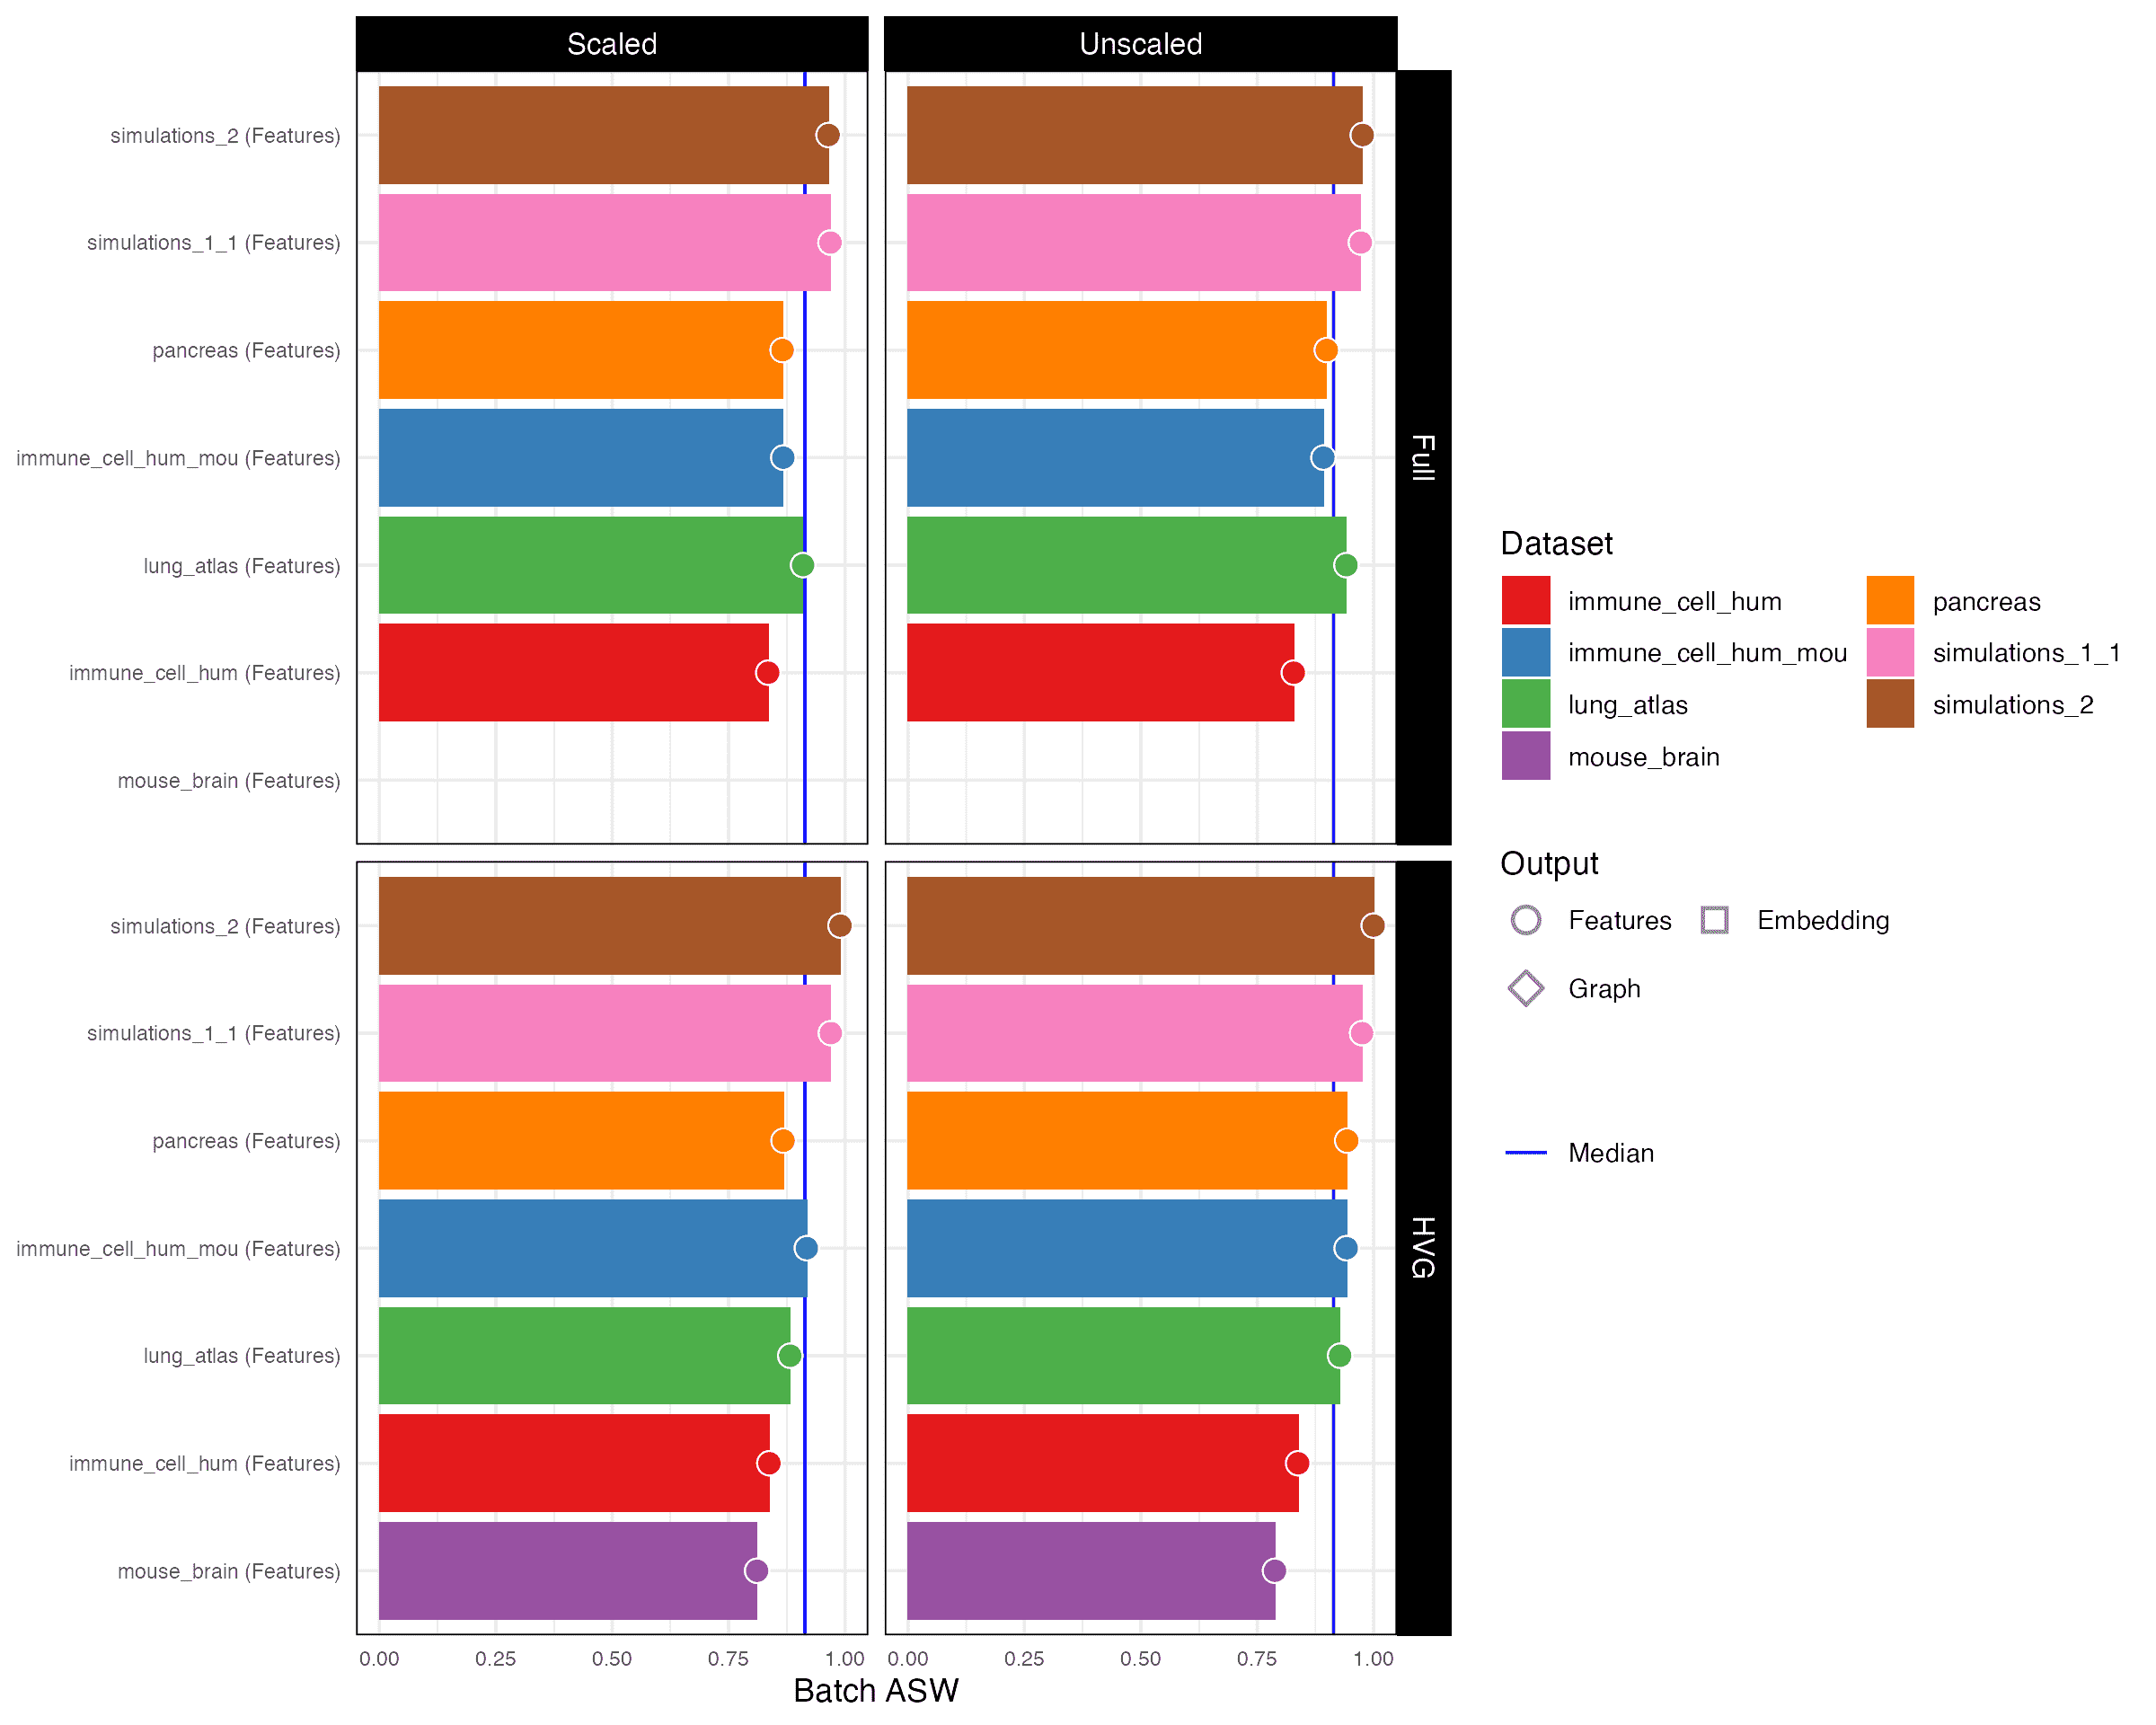 Scaled
Unscaled
simulations_2 (Features)
simulations_1_1 (Features)
pancreas (Features)
immune_cell_hum_mou (Features)
lung_atlas (Features)
immune_cell_hum (Features)
mouse_brain (Features)
Full
simulations_2 (Features)
simulations_1_1 (Features)
pancreas (Features)
immune_cell_hum_mou (Features)
lung_atlas (Features)
immune_cell_hum (Features)
mouse_brain (Features)
HVG
0.00 0.25 0.50 0.75 1.00
0.00 0.25 0.50 0.75 1.00
Batch ASW
Dataset
immune_cell_hum
immune_cell_hum_mou
lung_atlas
mouse_brain
pancreas
simulations_1_1
simulations_2
Output
Features
Embedding
Graph
Median